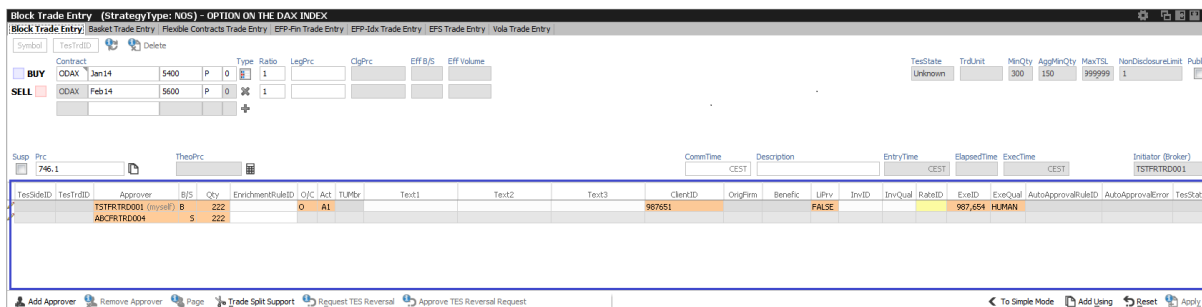 Block Trade Entry (StrategyType: NOS) - OPTION ON THE DAX INDEX
Block Trade Entry Basket Trade Entry Flexible Contracts Trade Entry EFP-Fin Trade Entry EFP-Idx Trade Entry EFS Trade Entry Vola Trade Entry
Symbol TesTrdID Delete
Contract Type Ratio LegPrc ClgPrc Eff B/S Eff Volume TesState TrdUnit MinQty AggMinQty MaxTSL NonDisclosureLimit Publ
BUY ODAX Jan14 5400 P 0 1 Unknown 300 150 999999 1
SELL ODAX Feb14 5600 P 0 1
Susp Prc TheoPrc CommTime Description EntryTime ElapsedTime ExecTime Initiator (Broker)
746.1 CEST CEST CEST TSTFRTRD001
TesSideID TesTrdID Approver B/S Qty EnrichmentRuleID O/C Act TUMbr Text1 Text2 Text3 ClientID OrigFirm Benefic LiPrv InvID InvQual RateID ExeID ExeQual AutoApprovalRuleID AutoApprovalError TesStat
TSTFRTRD001 (myself) B 222 O A1 987651 FALSE 987,654 HUMAN
ABCFRTRD004 S 222
Add Approver Remove Approver Page Trade Split Support Request TES Reversal Approve TES Reversal Request To Simple Mode Add Using Reset Apply